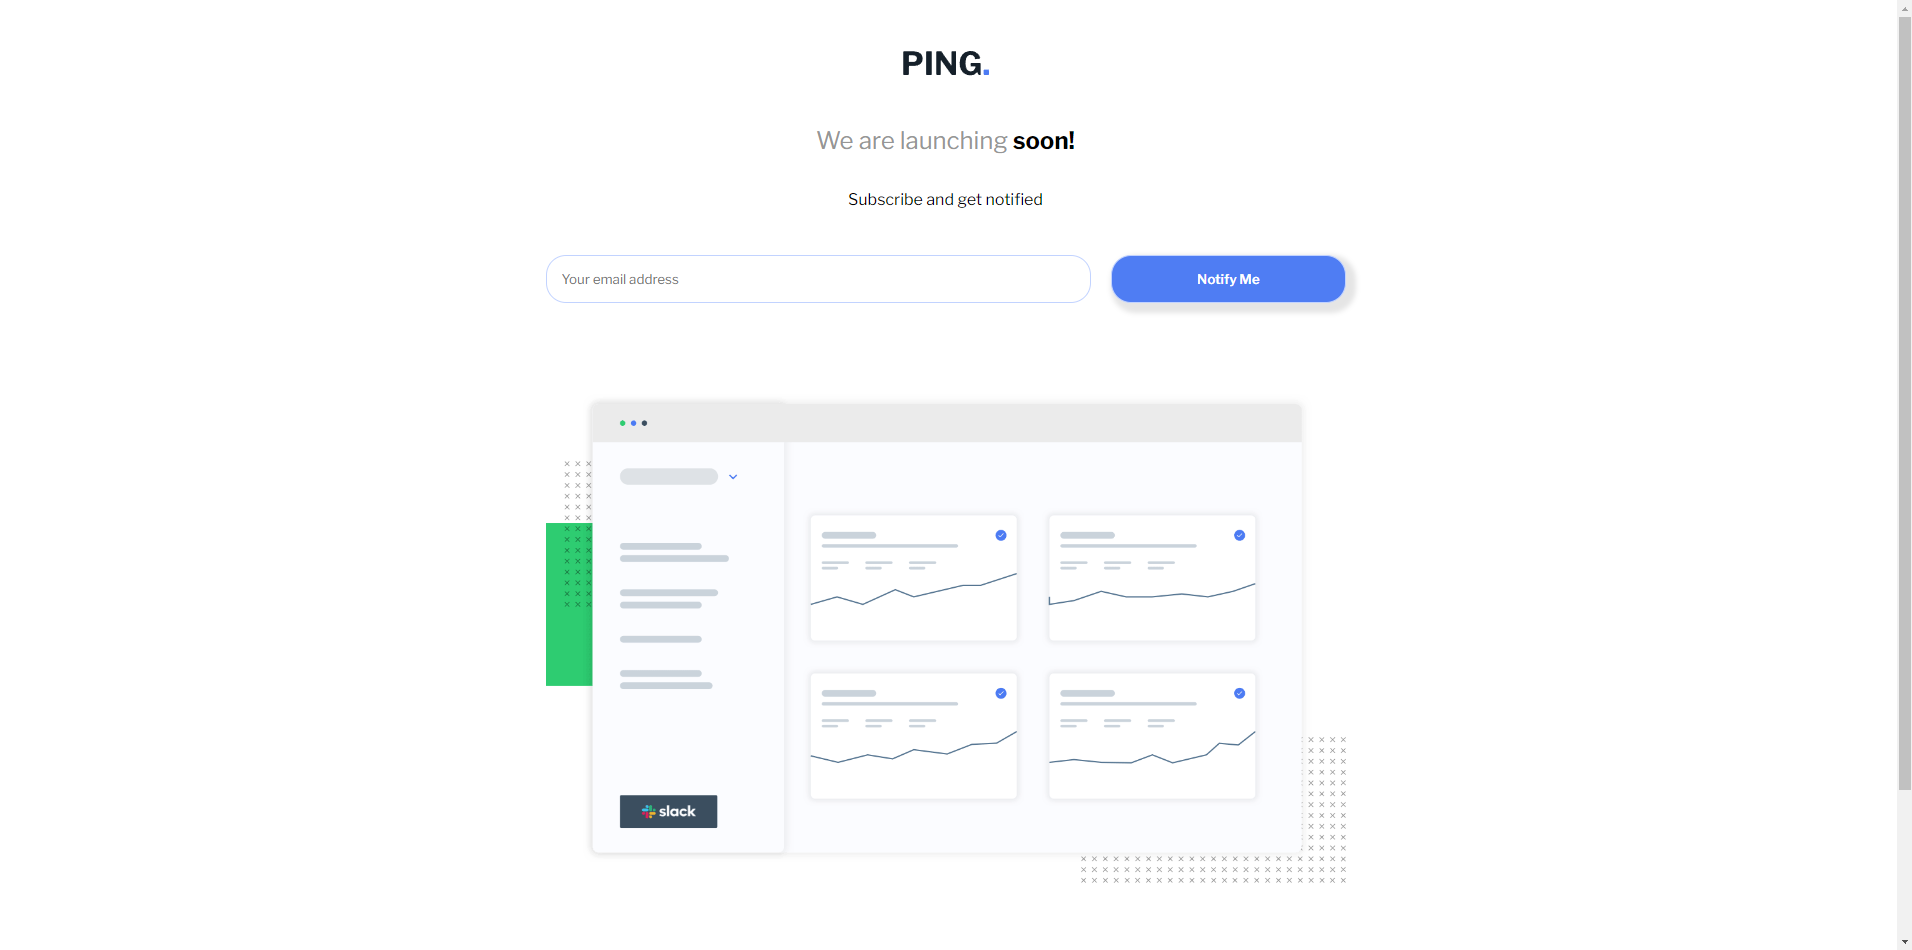 PING.
We are launching soon!
Subscribe and get notified
Your email address
Notify Me
slack